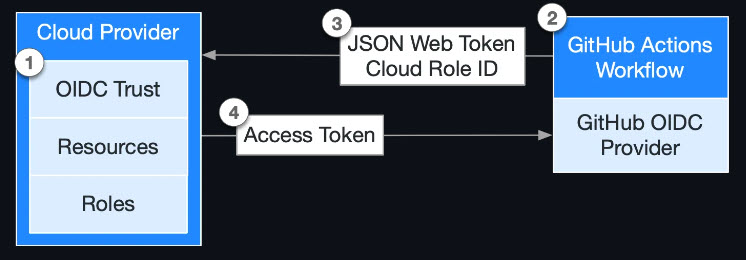 Cloud Provider
1
OIDC Trust
Resources
Roles
3
JSON Web Token
Cloud Role ID
4
Access Token
2
GitHub Actions
Workflow
GitHub OIDC
Provider